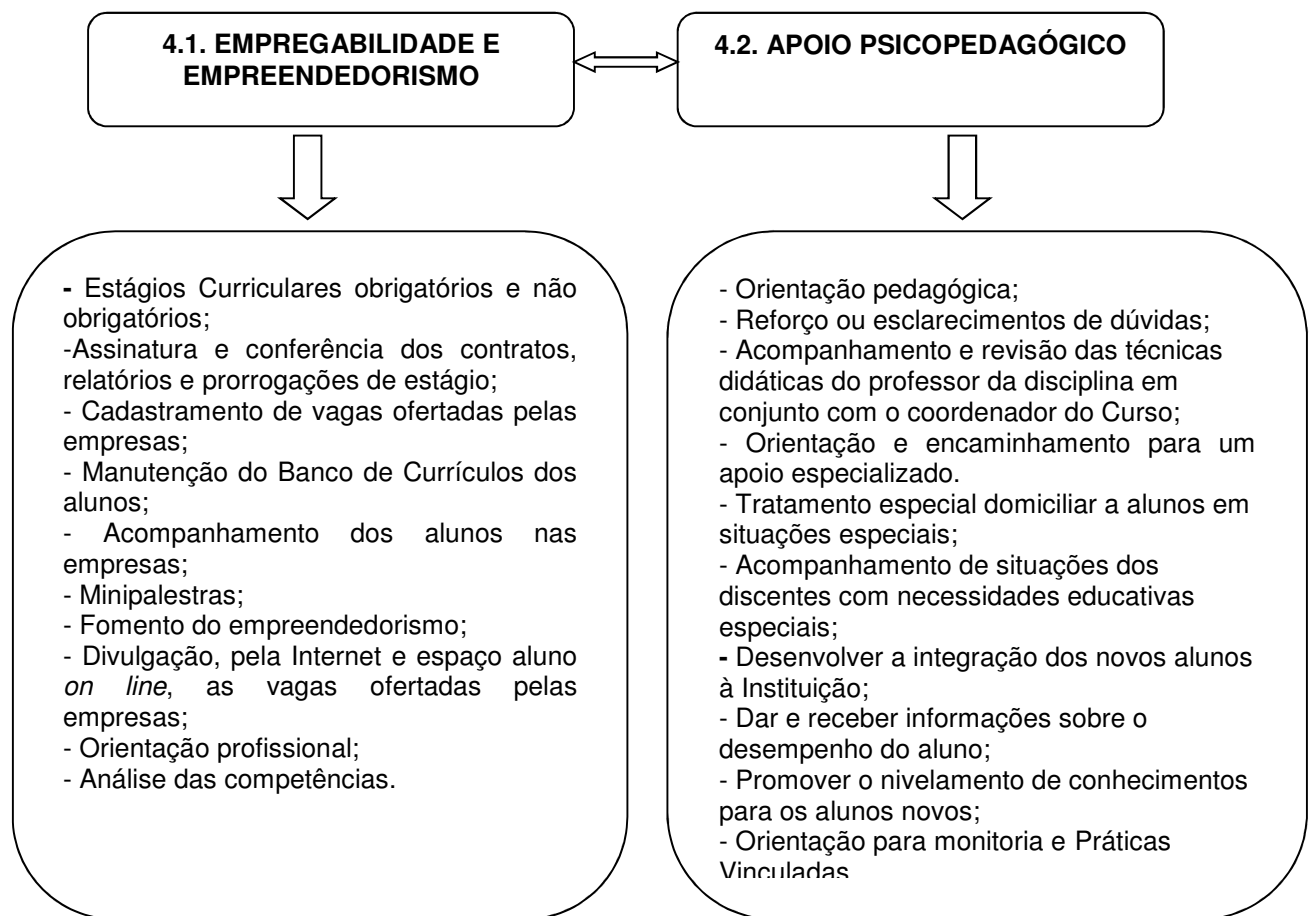 4.1. EMPREGABILIDADE E
EMPREENDEDORISMO
4.2. APOIO PSICOPEDAGÓGICO
- Estágios Curriculares obrigatórios e não
obrigatórios;
-Assinatura e conferência dos contratos,
relatórios e prorrogações de estágio;
- Cadastramento de vagas ofertadas pelas
empresas;
- Manutenção do Banco de Currículos dos
alunos;
- Acompanhamento dos alunos nas
empresas;
- Minipalestras;
- Fomento do empreendedorismo;
- Divulgação, pela Internet e espaço aluno
on line, as vagas ofertadas pelas
empresas;
- Orientação profissional;
- Análise das competências.
- Orientação pedagógica;
- Reforço ou esclarecimentos de dúvidas;
- Acompanhamento e revisão das técnicas
didáticas do professor da disciplina em
conjunto com o coordenador do Curso;
- Orientação e encaminhamento para um
apoio especializado.
- Tratamento especial domiciliar a alunos em
situações especiais;
- Acompanhamento de situações dos
discentes com necessidades educativas
especiais;
- Desenvolver a integração dos novos alunos
à Instituição;
- Dar e receber informações sobre o
desempenho do aluno;
- Promover o nivelamento de conhecimentos
para os alunos novos;
- Orientação para monitoria e Práticas
Vinculadas